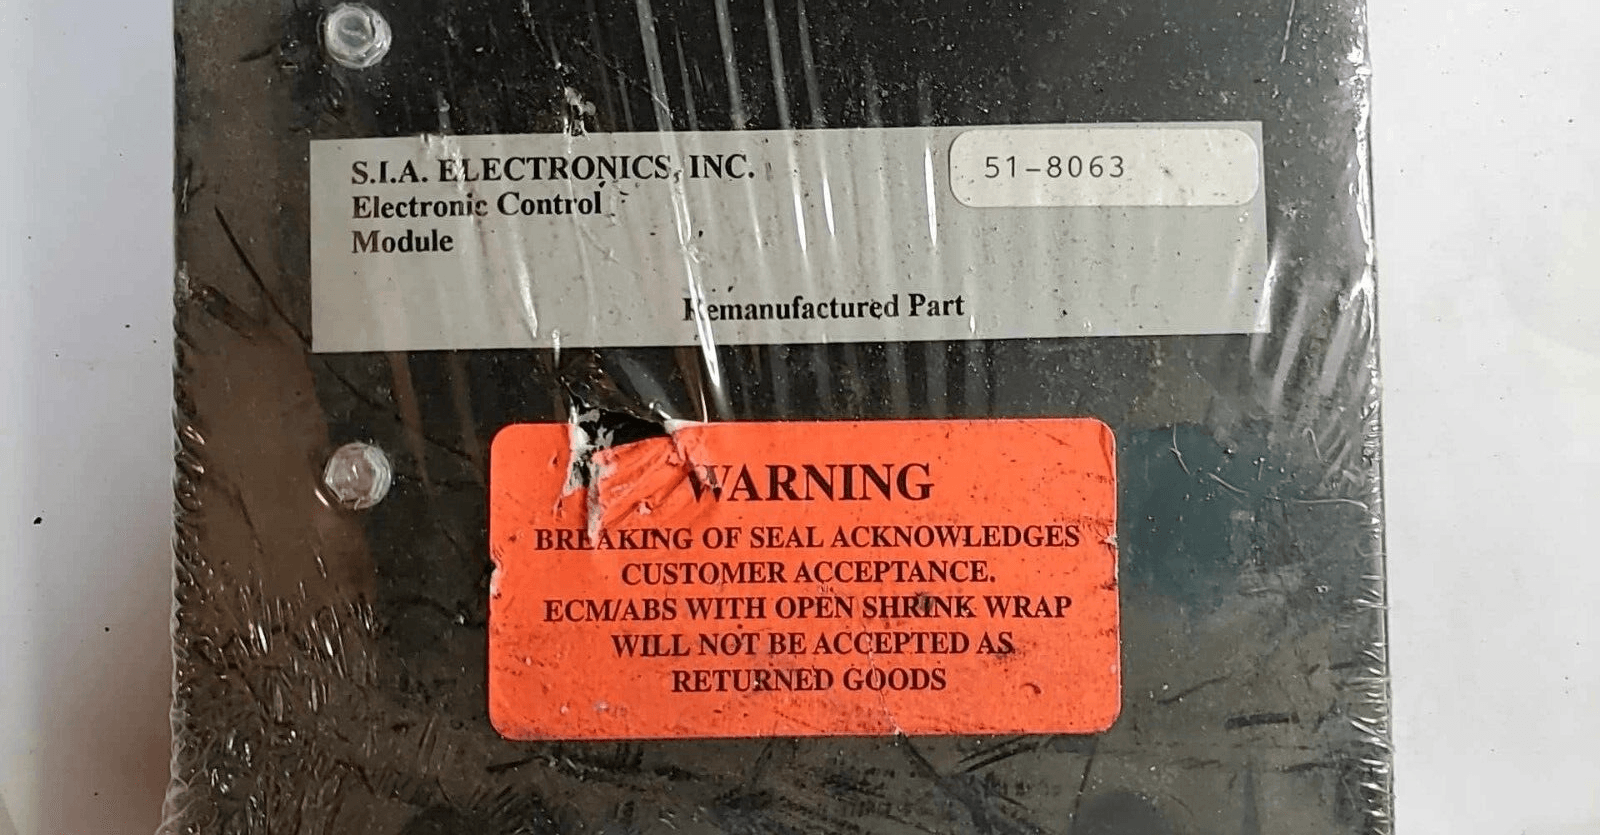 S.I.A. ELECTRONICS, INC.
51-8063
Electronic Control
Module
Remanufactured Part
WARNING
BREAKING OF SEAL ACKNOWLEDGES
CUSTOMER ACCEPTANCE.
ECM/ABS WITH OPEN SHRINK WRAP
WILL NOT BE ACCEPTED AS
RETURNED GOODS